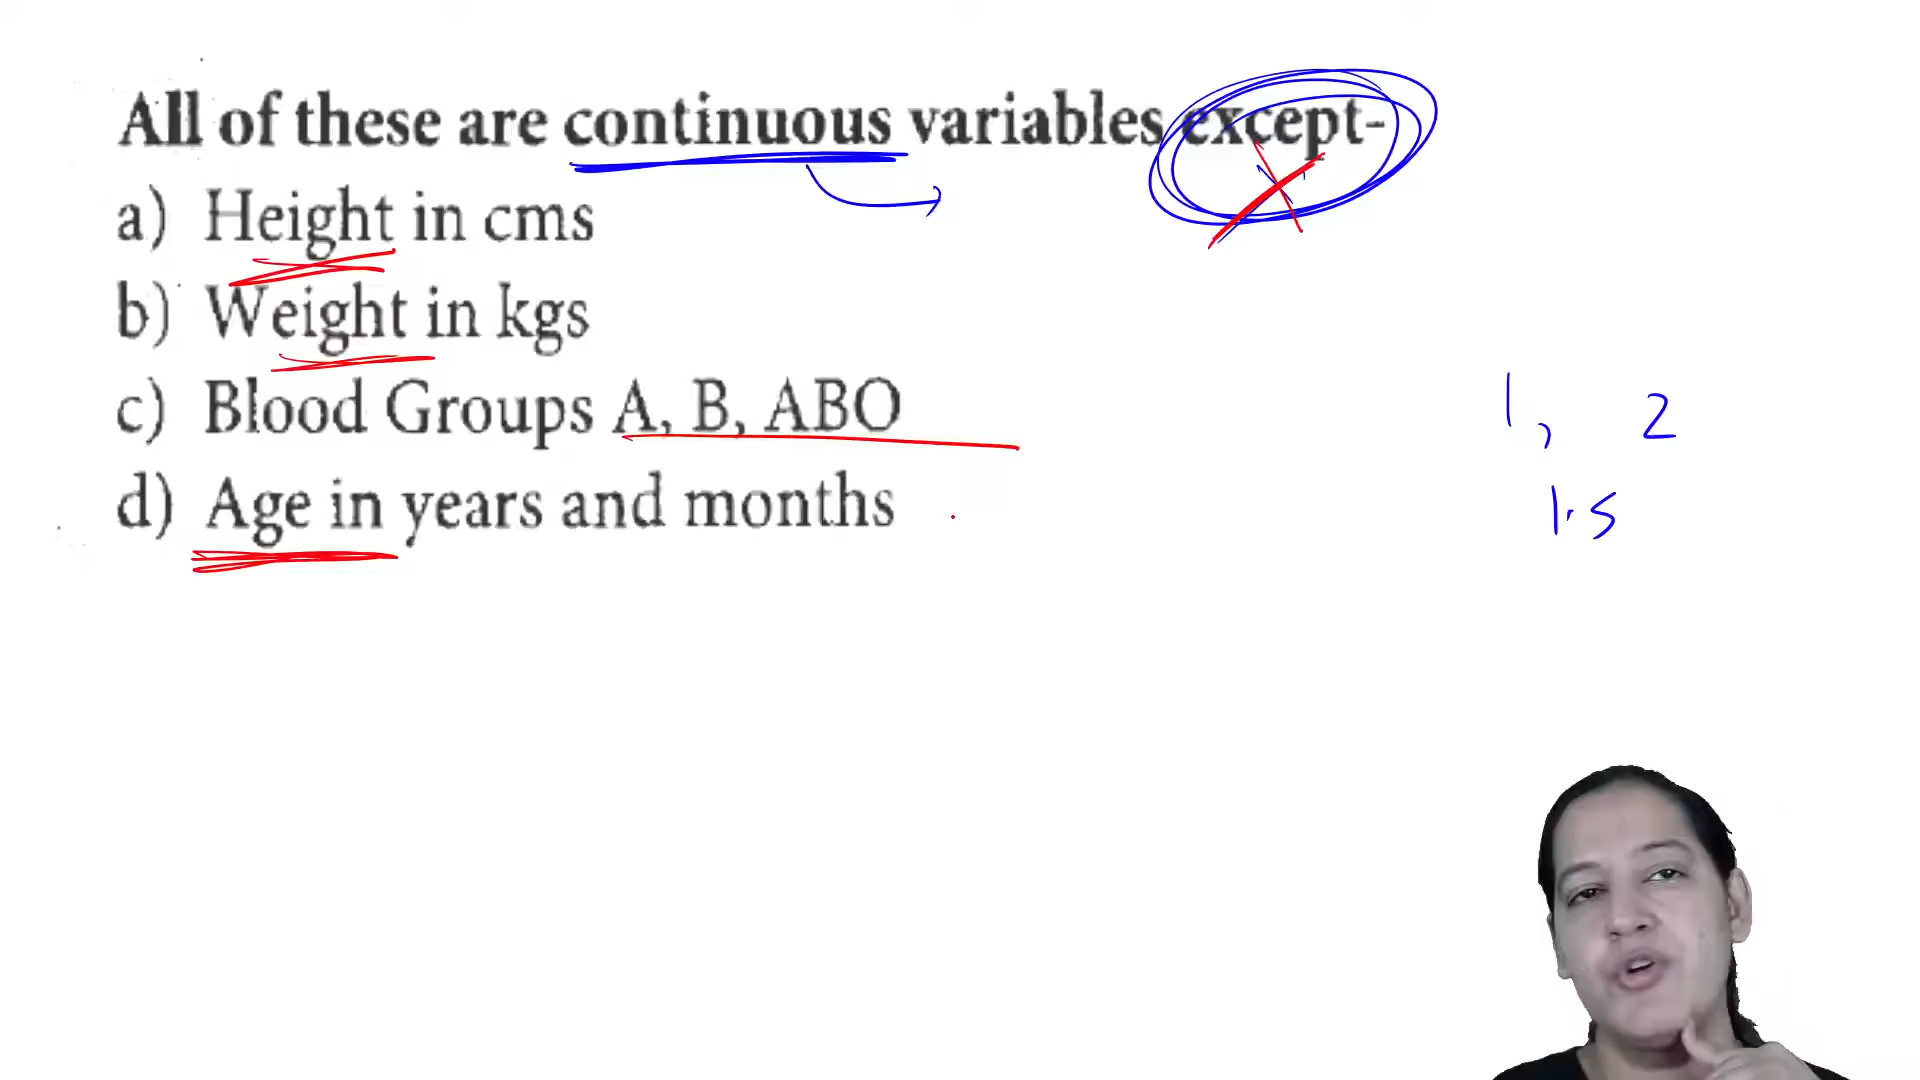 All of these are continuous variables except-
a) Height in cms
b) Weight in kgs
c) Blood Groups A, B, ABO
d) Age in years and months
1, 2
1.5